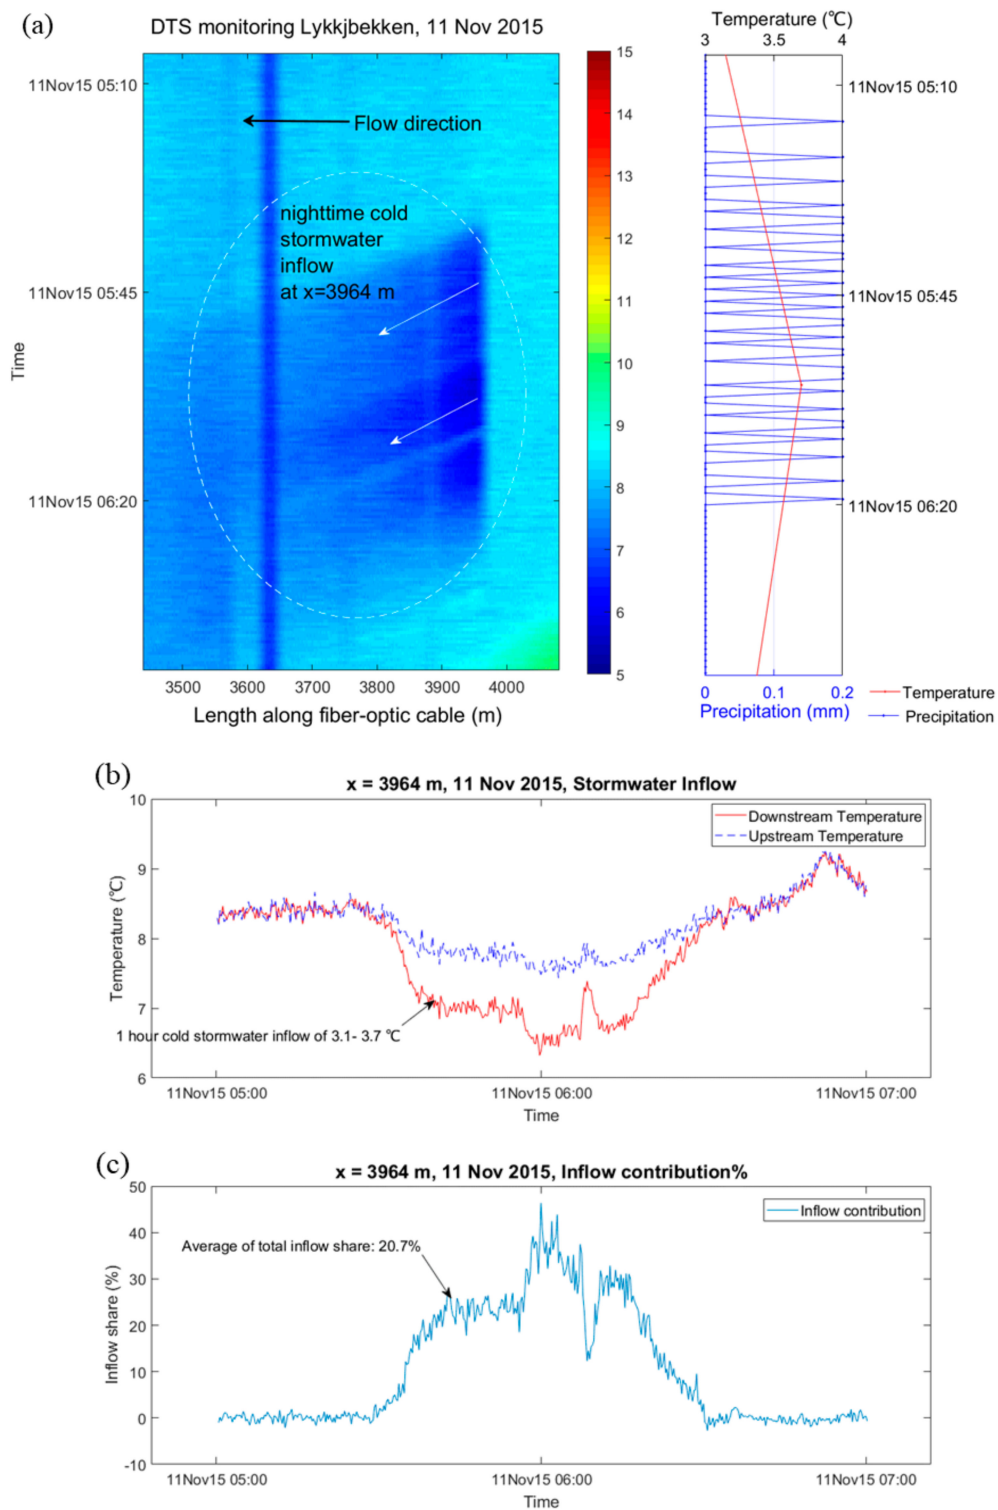 (a)
DTS monitoring Lykkjbekken, 11 Nov 2015
Flow direction
nighttime cold
stormwater
inflow
at x=3964 m
11Nov15 05:10
11Nov15 05:45
11Nov15 06:20
Time
3500 3600 3700 3800 3900 4000
Length along fiber-optic cable (m)
15
14
13
12
11
10
9
8
7
6
5
Temperature (℃)
3 3.5 4
11Nov15 05:10
11Nov15 05:45
11Nov15 06:20
0 0.1 0.2
Precipitation (mm)
Temperature
Precipitation
(b)
x = 3964 m, 11 Nov 2015, Stormwater Inflow
Downstream Temperature
Upstream Temperature
10
9
8
7
6
Temperature (℃)
1 hour cold stormwater inflow of 3.1- 3.7 ℃
11Nov15 05:00 11Nov15 06:00 11Nov15 07:00
Time
(c)
x = 3964 m, 11 Nov 2015, Inflow contribution%
Inflow contribution
Average of total inflow share: 20.7%
50
40
30
20
10
0
-10
Inflow share (%)
11Nov15 05:00 11Nov15 06:00 11Nov15 07:00
Time